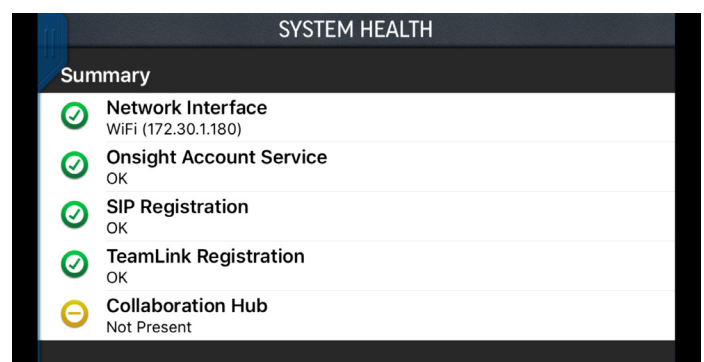 SYSTEM HEALTH
Summary
Network Interface
WiFi (172.30.1.180)
Onsight Account Service
OK
SIP Registration
OK
TeamLink Registration
OK
Collaboration Hub
Not Present